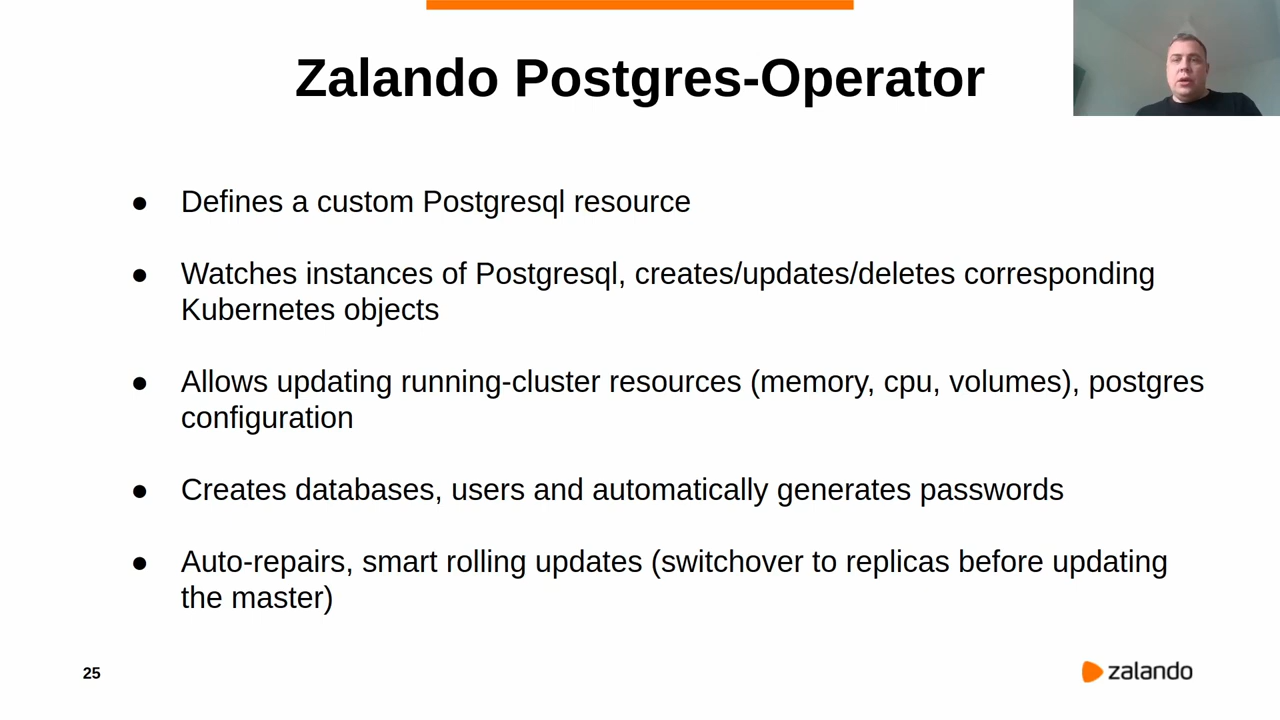 Zalando Postgres-Operator
● Defines a custom Postgresql resource
● Watches instances of Postgresql, creates/updates/deletes corresponding
Kubernetes objects
● Allows updating running-cluster resources (memory, cpu, volumes), postgres
configuration
● Creates databases, users and automatically generates passwords
● Auto-repairs, smart rolling updates (switchover to replicas before updating
the master)
25
zalando